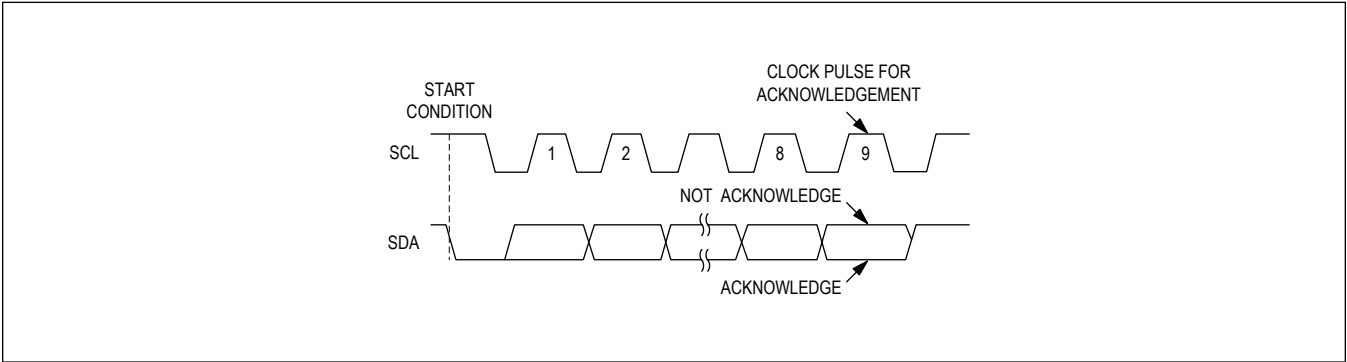 CLOCK PULSE FOR
ACKNOWLEDGEMENT
START
CONDITION
SCL
1
2
8
9
NOT ACKNOWLEDGE
SDA
ACKNOWLEDGE